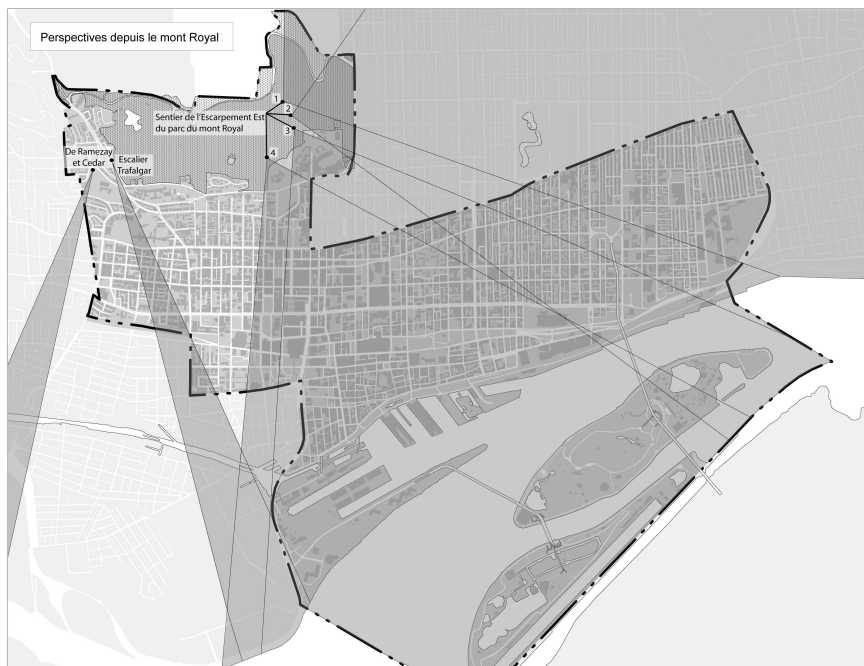 Perspectives depuis le mont Royal
1
2
Sentier de l'Escarpement Est
du parc du mont Royal
3
4
De Ramezay
et Cedar
Escalier
Trafalgar